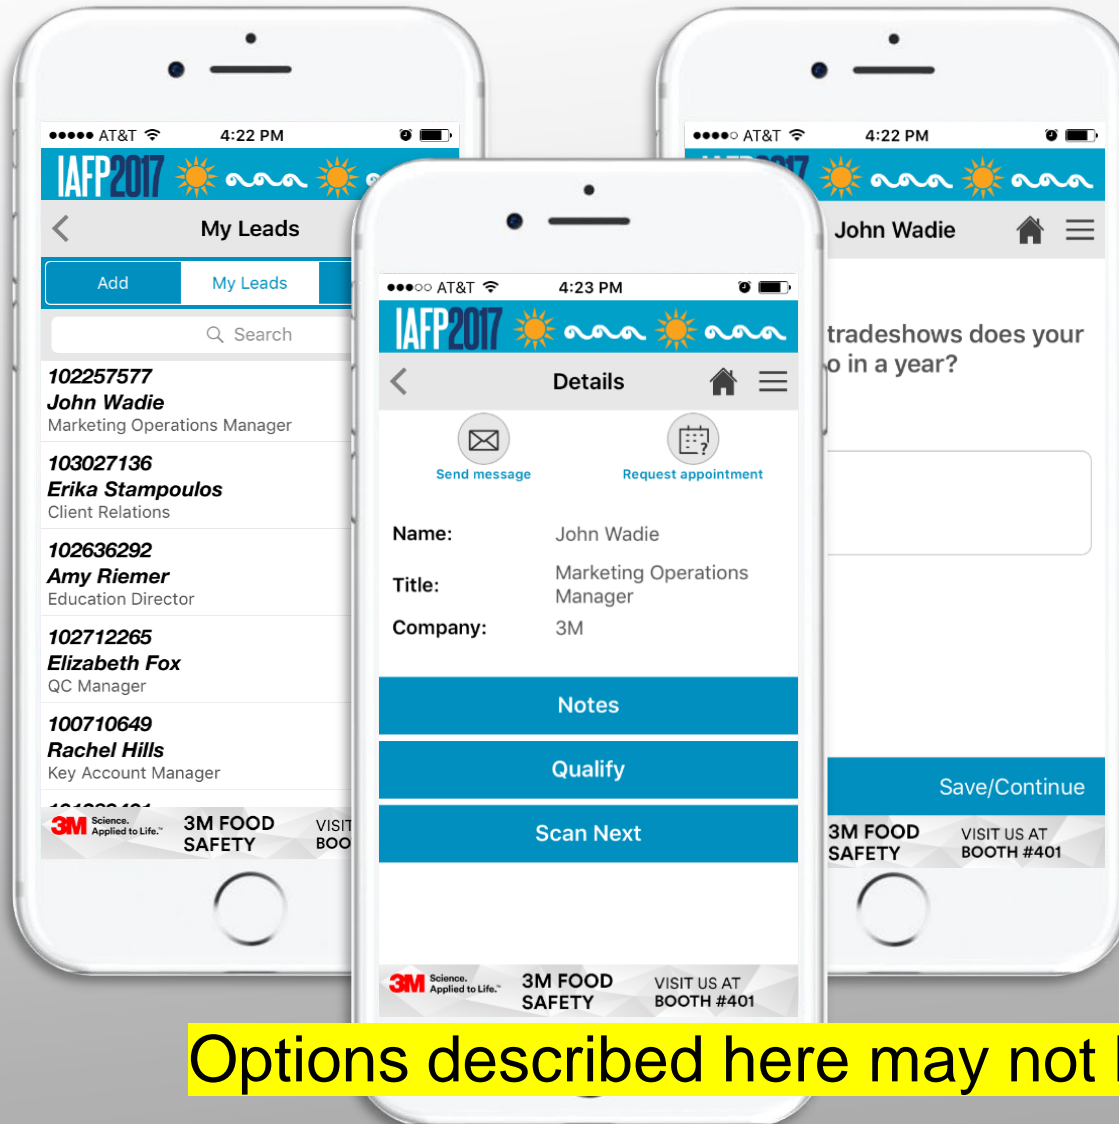 AT&T 4:22 PM
IAFP2017
My Leads
Add My Leads
Search
102257577
John Wadie
Marketing Operations Manager
103027136
Erika Stampoulos
Client Relations
102636292
Amy Riemer
Education Director
102712265
Elizabeth Fox
QC Manager
100710649
Rachel Hills
Key Account Manager
3M Science.
Applied to Life.™
3M FOOD
SAFETY
VISIT
BOO
AT&T 4:23 PM
IAFP2017
Details
Send message Request appointment
Name: John Wadie
Title: Marketing Operations
Manager
Company: 3M
Notes
Qualify
Scan Next
3M Science.
Applied to Life.™
3M FOOD
SAFETY
VISIT US AT
BOOTH #401
AT&T 4:22 PM
John Wadie
tradeshows does your
o in a year?
Save/Continue
3M FOOD
SAFETY
VISIT US AT
BOOTH #401
Options described here may not